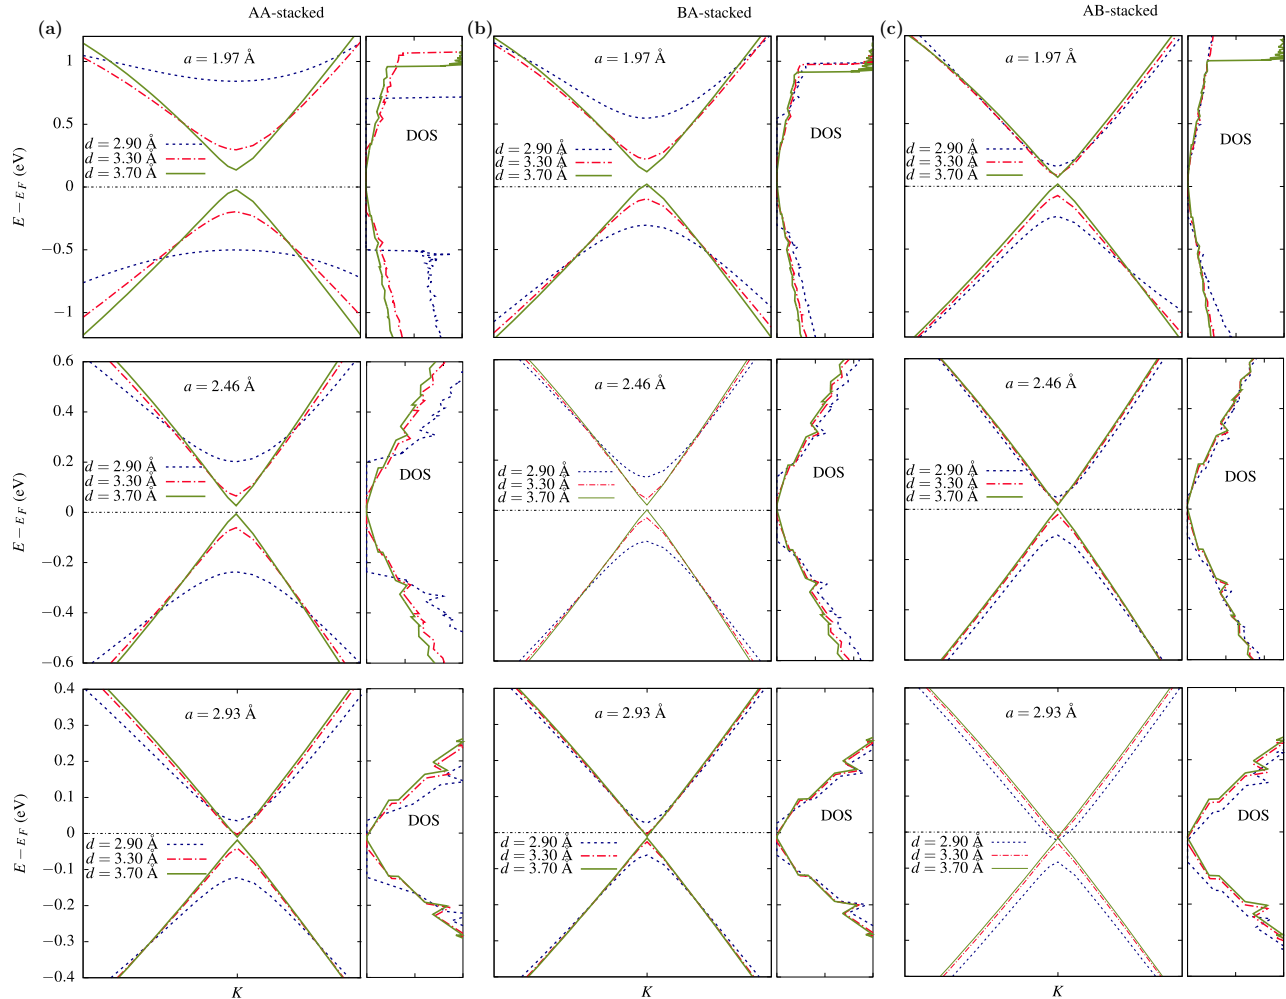 AA-stacked
BA-stacked
AB-stacked
(a)
(b)
(c)
a = 1.97 Å
DOS
d = 2.90 Å
d = 3.30 Å
d = 3.70 Å
1
0.5
0
−0.5
−1
E − E_F (eV)
a = 1.97 Å
DOS
d = 2.90 Å
d = 3.30 Å
d = 3.70 Å
a = 1.97 Å
DOS
d = 2.90 Å
d = 3.30 Å
d = 3.70 Å
a = 2.46 Å
DOS
d = 2.90 Å
d = 3.30 Å
d = 3.70 Å
0.6
0.4
0.2
0
−0.2
−0.4
−0.6
E − E_F (eV)
a = 2.46 Å
DOS
d = 2.90 Å
d = 3.30 Å
d = 3.70 Å
a = 2.46 Å
DOS
d = 2.90 Å
d = 3.30 Å
d = 3.70 Å
a = 2.93 Å
DOS
d = 2.90 Å
d = 3.30 Å
d = 3.70 Å
0.4
0.3
0.2
0.1
0
−0.1
−0.2
−0.3
−0.4
E − E_F (eV)
K
a = 2.93 Å
DOS
d = 2.90 Å
d = 3.30 Å
d = 3.70 Å
K
a = 2.93 Å
DOS
d = 2.90 Å
d = 3.30 Å
d = 3.70 Å
K